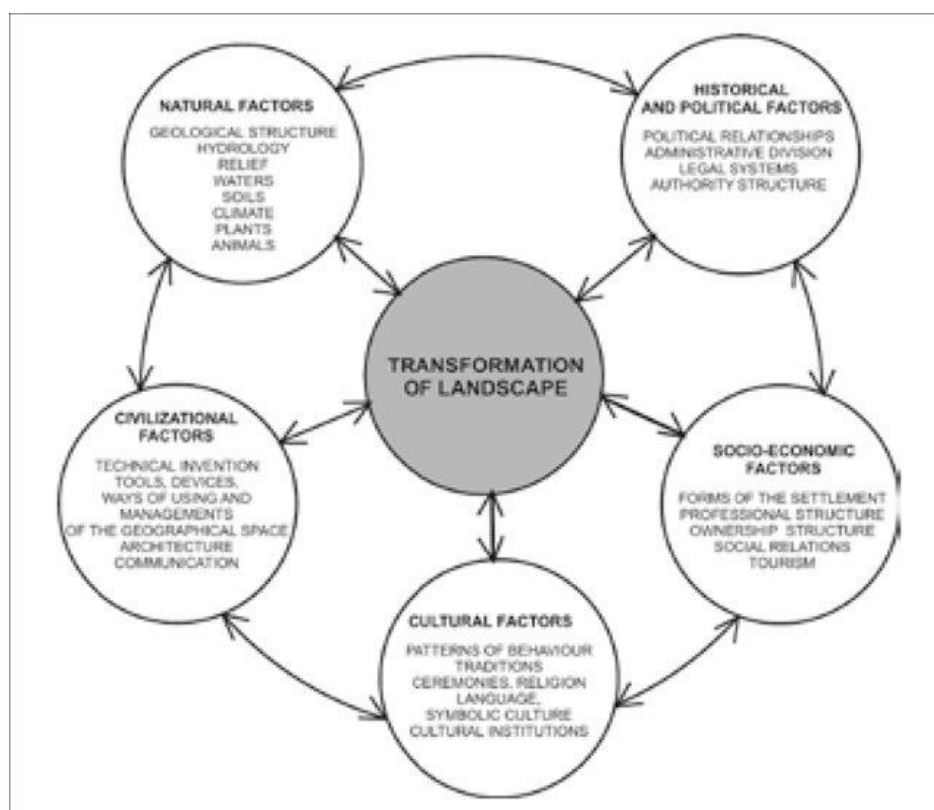 NATURAL FACTORS
GEOLOGICAL STRUCTURE
HYDROLOGY
RELIEF
WATERS
SOILS
CLIMATE
PLANTS
ANIMALS
HISTORICAL
AND POLITICAL FACTORS
POLITICAL RELATIONSHIPS
ADMINISTRATIVE DIVISION
LEGAL SYSTEMS
AUTHORITY STRUCTURE
TRANSFORMATION
OF LANDSCAPE
CIVILIZATIONAL
FACTORS
TECHNICAL INVENTION
TOOLS, DEVICES,
WAYS OF USING AND
MANAGEMENTS
OF THE GEOGRAPHICAL SPACE
ARCHITECTURE
COMMUNICATION
SOCIO-ECONOMIC
FACTORS
FORMS OF THE SETTLEMENT
PROFESSIONAL STRUCTURE
OWNERSHIP STRUCTURE
SOCIAL RELATIONS
TOURISM
CULTURAL FACTORS
PATTERNS OF BEHAVIOUR
TRADITIONS
CEREMONIES, RELIGION
LANGUAGE,
SYMBOLIC CULTURE
CULTURAL INSTITUTIONS